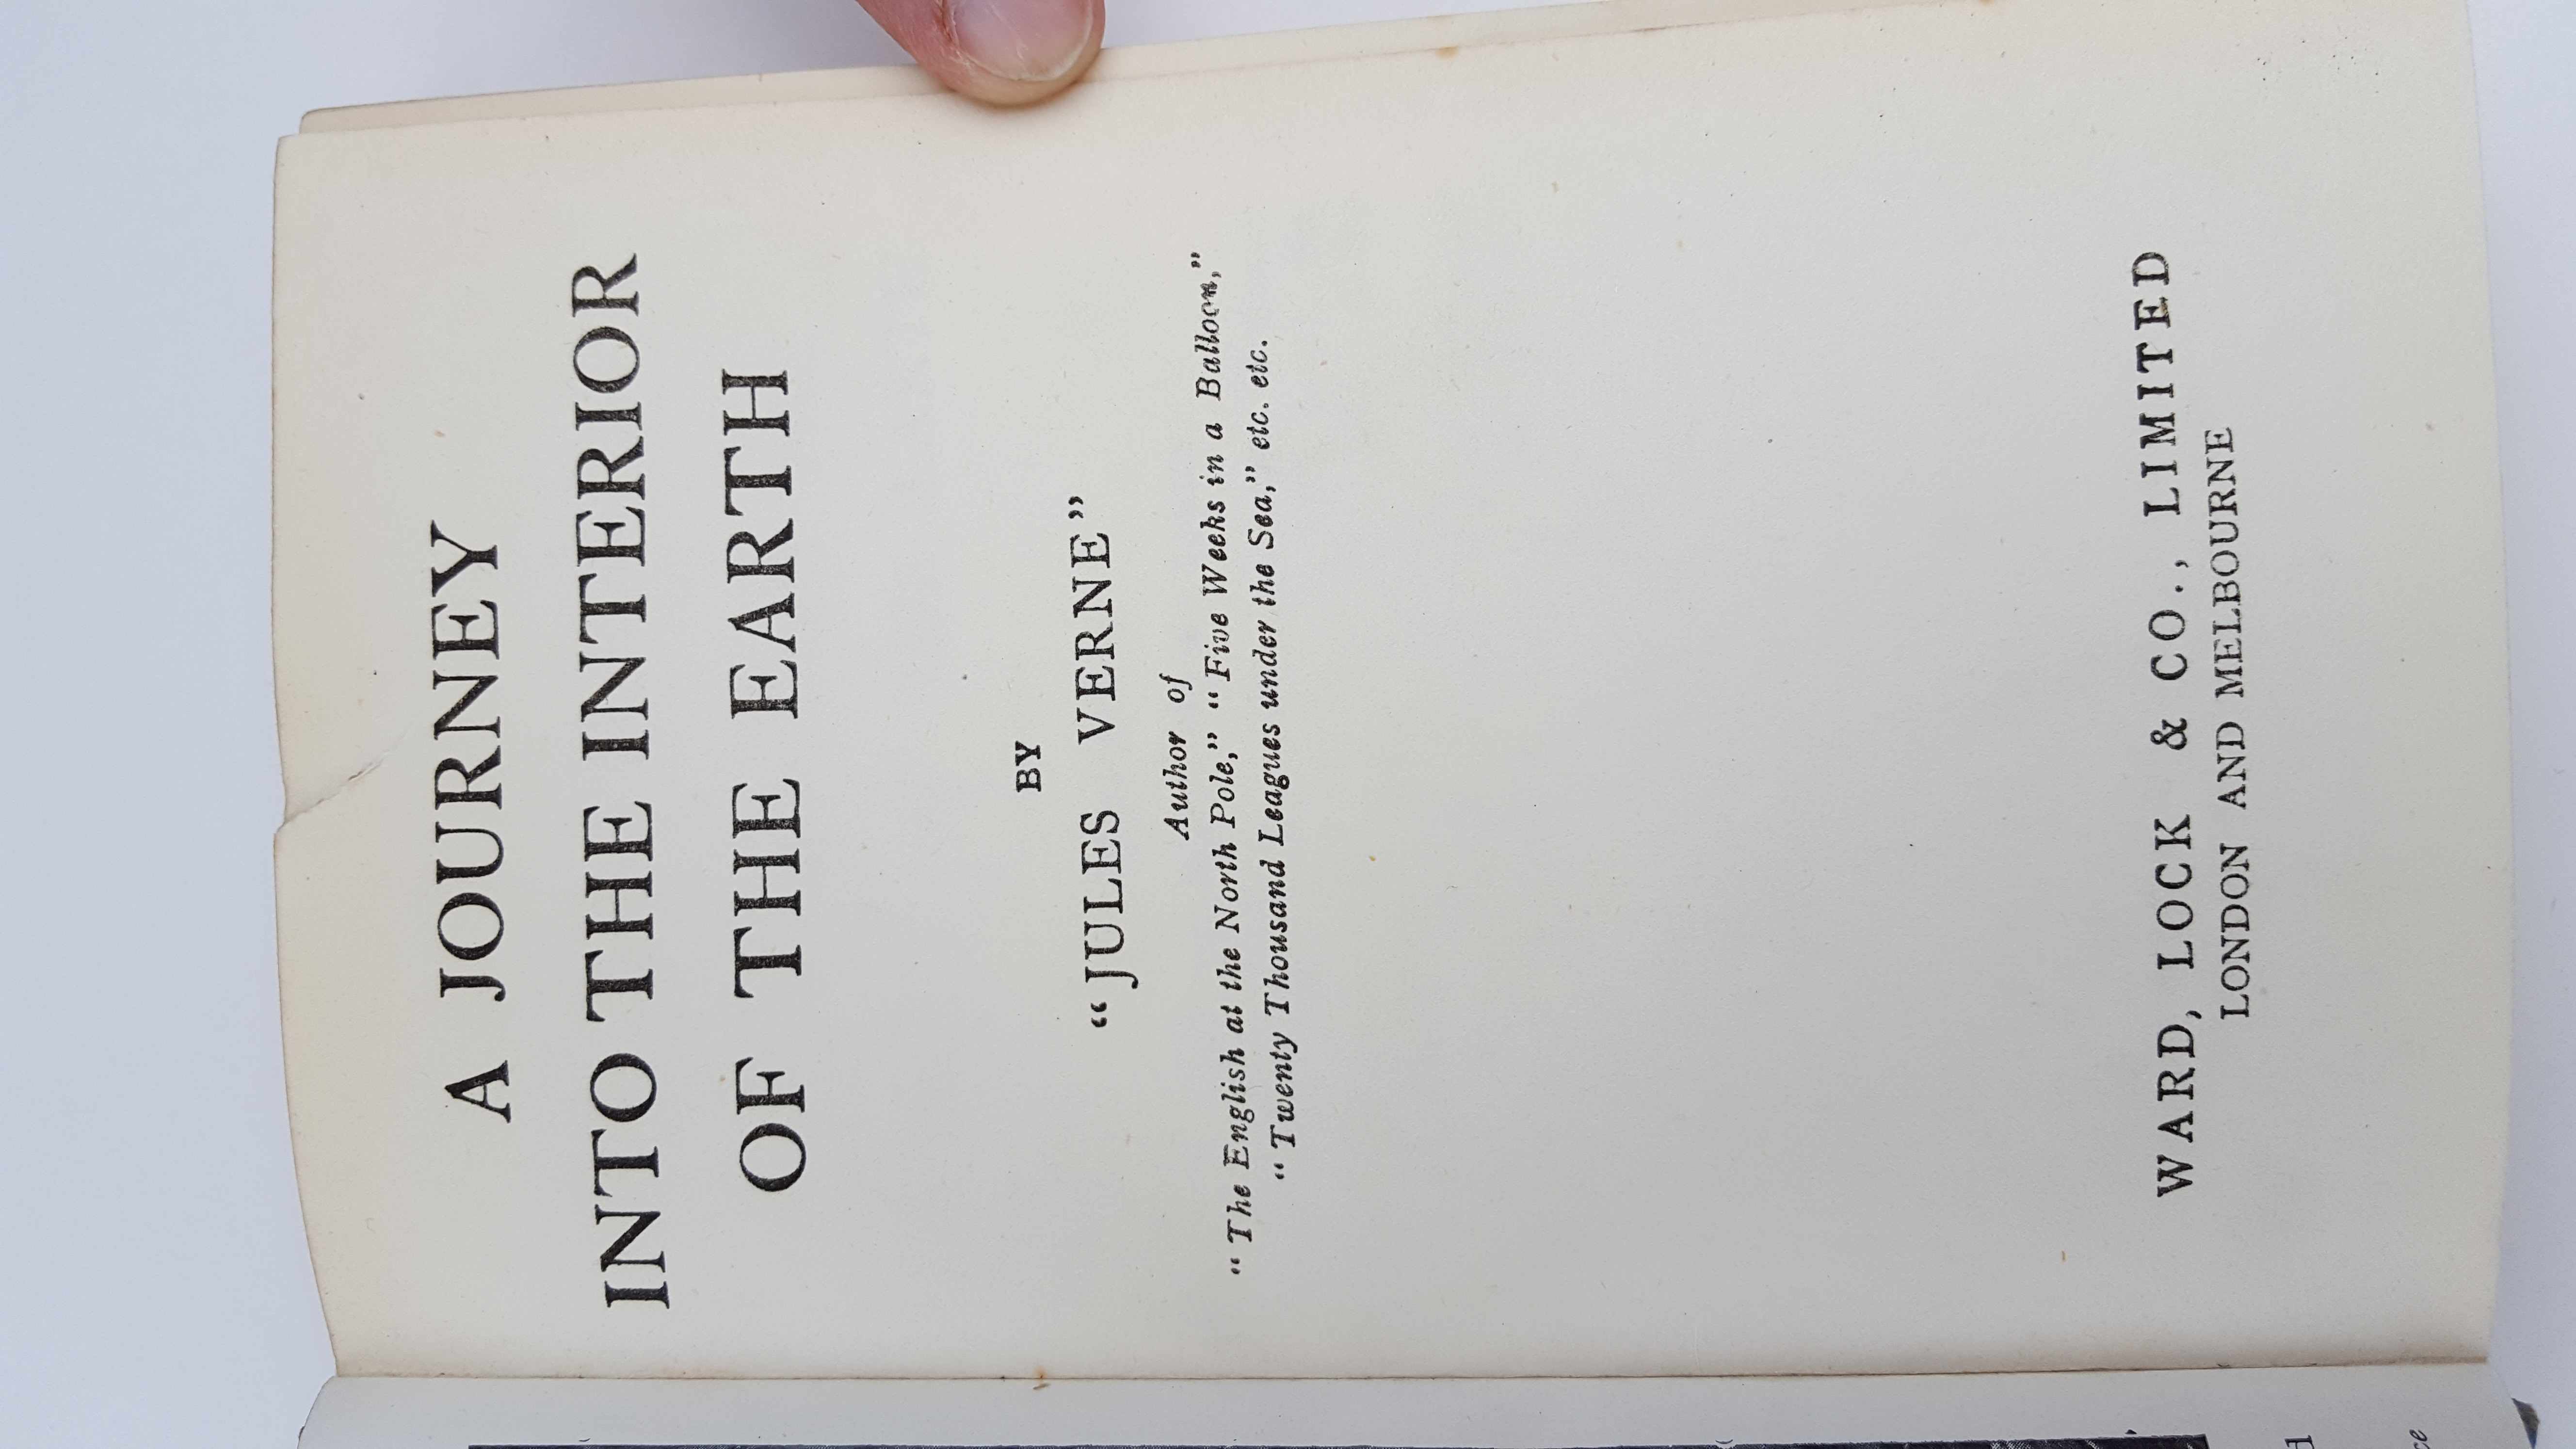 A JOURNEY
INTO THE INTERIOR
OF THE EARTH
BY
“JULES VERNE”
Author of
“The English at the North Pole,” “Five Weeks in a Balloon,”
“Twenty Thousand Leagues under the Sea,” etc. etc.
WARD, LOCK & CO., LIMITED
LONDON AND MELBOURNE